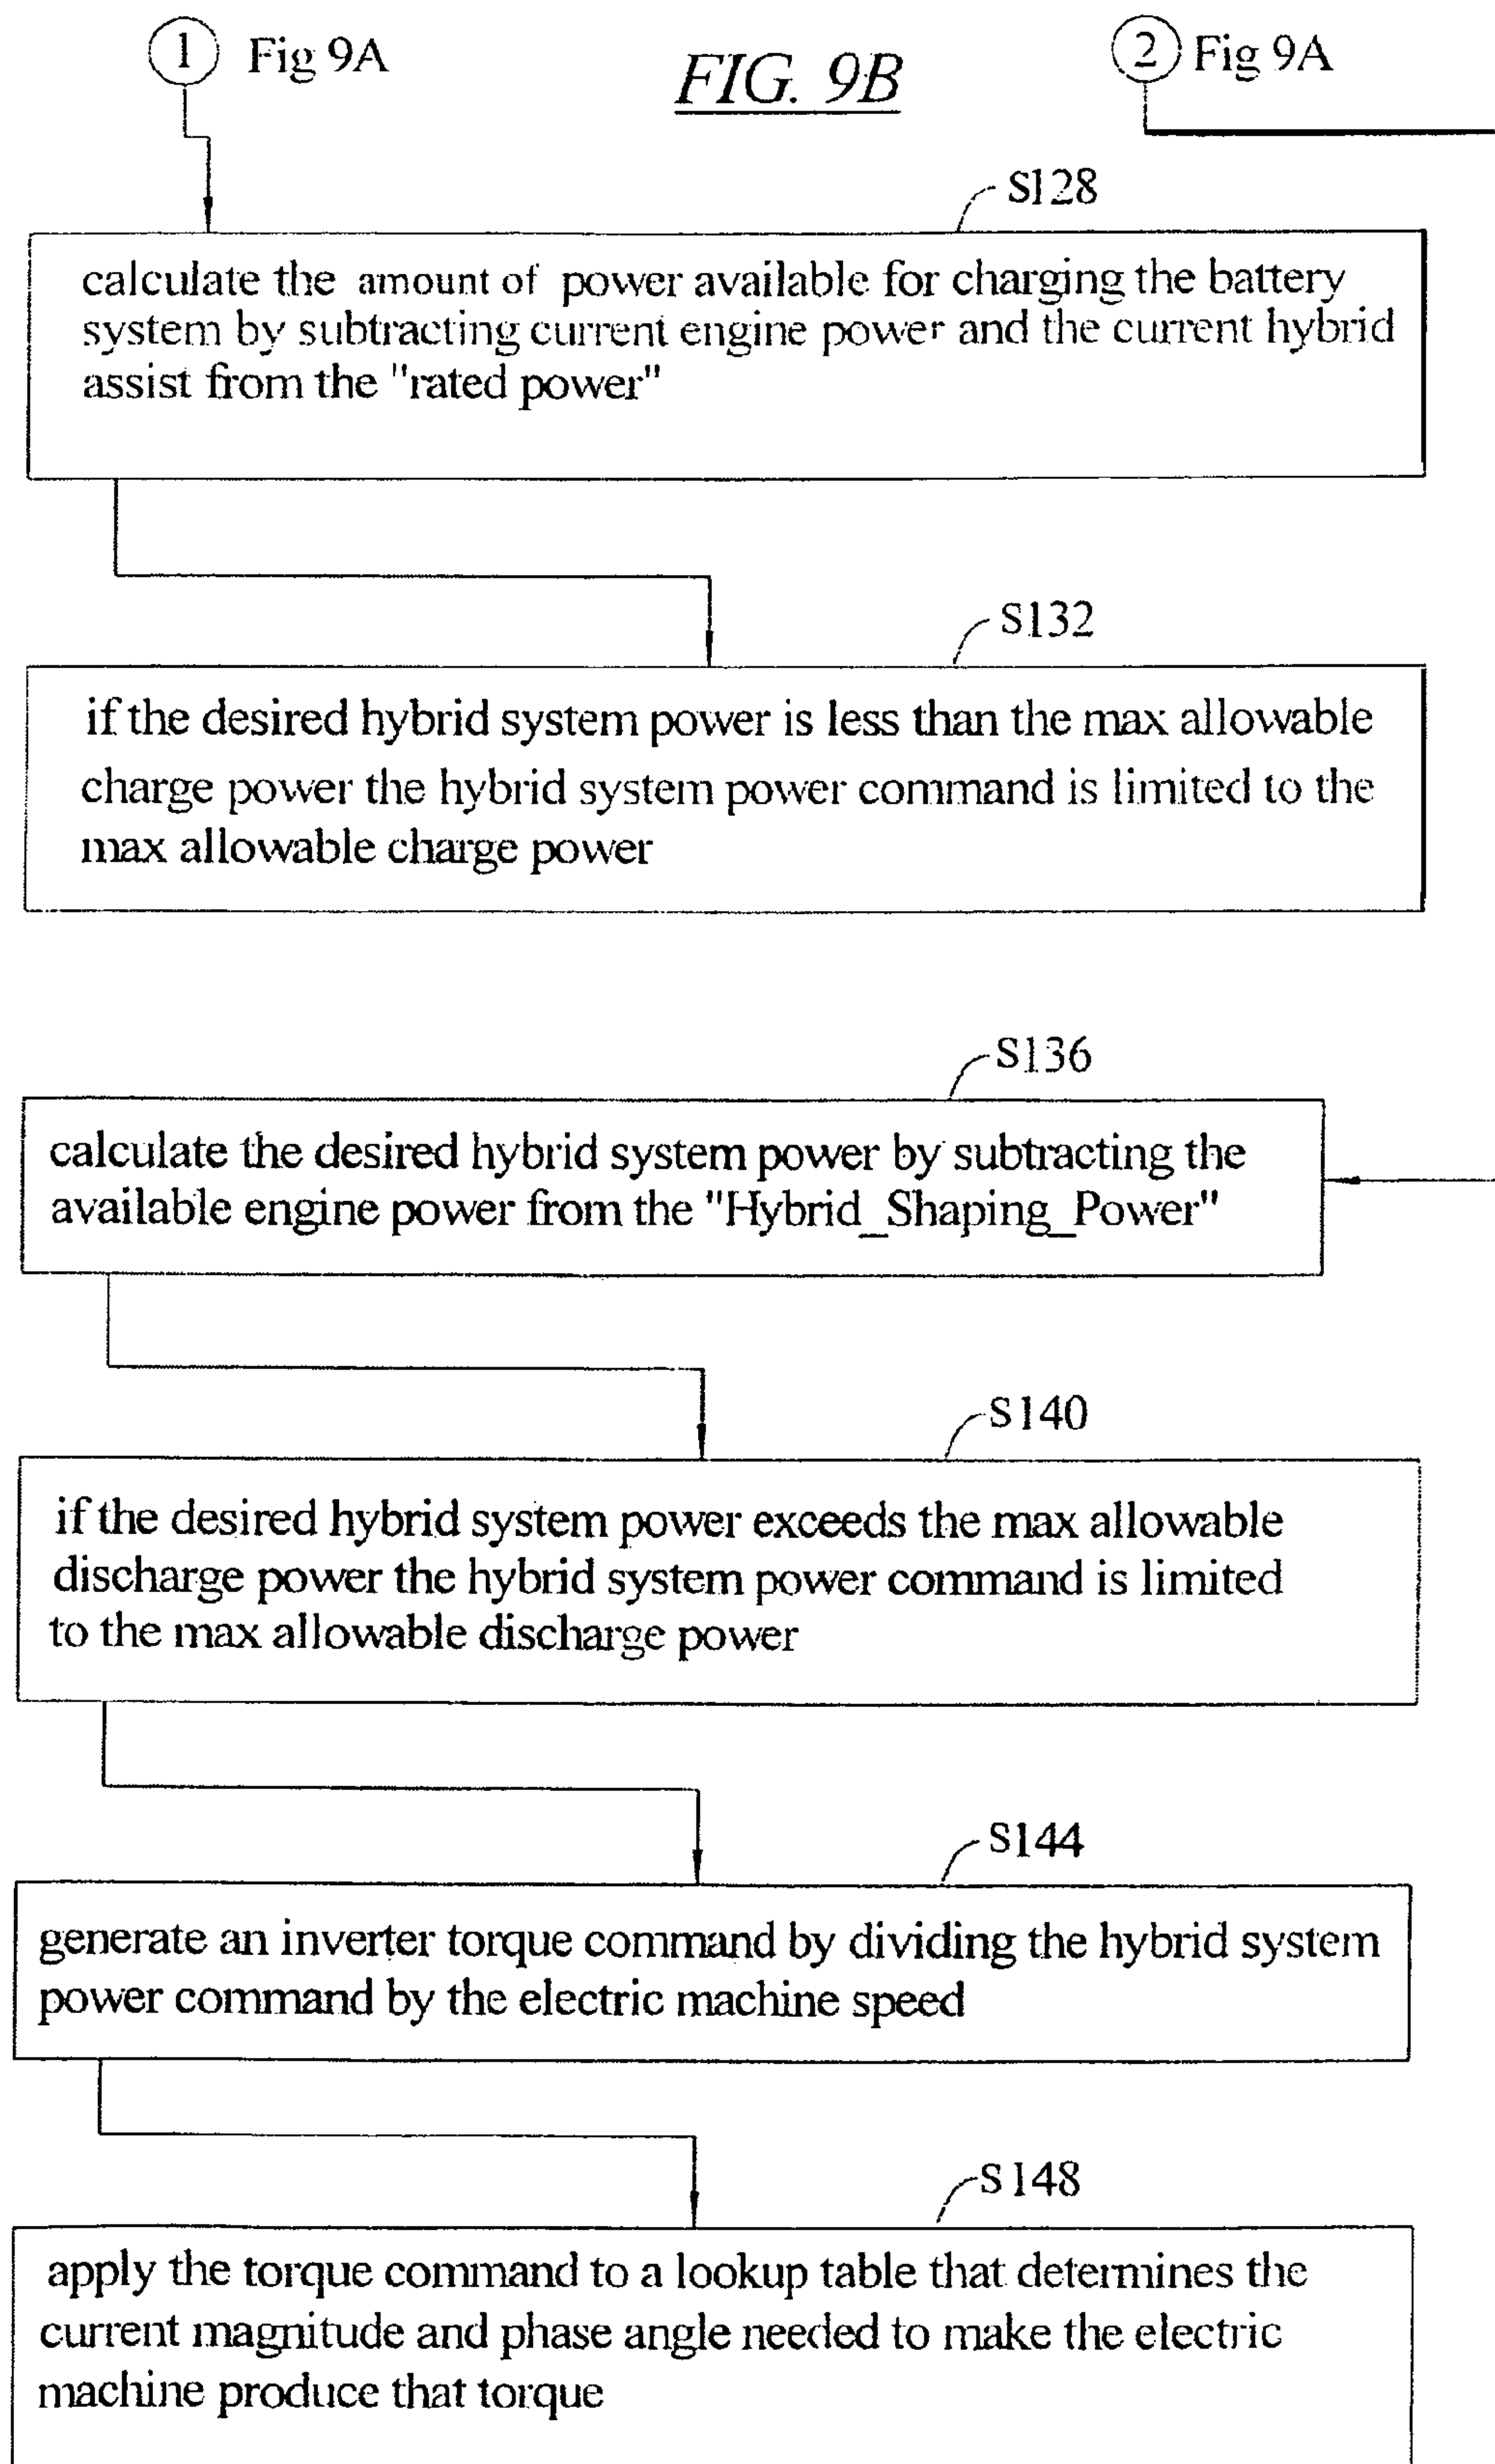 1 Fig 9A
FIG. 9B
2 Fig 9A
S128
calculate the amount of power available for charging the battery
system by subtracting current engine power and the current hybrid
assist from the "rated power"
S132
if the desired hybrid system power is less than the max allowable
charge power the hybrid system power command is limited to the
max allowable charge power
S136
calculate the desired hybrid system power by subtracting the
available engine power from the "Hybrid_Shaping_Power"
S140
if the desired hybrid system power exceeds the max allowable
discharge power the hybrid system power command is limited
to the max allowable discharge power
S144
generate an inverter torque command by dividing the hybrid system
power command by the electric machine speed
S148
apply the torque command to a lookup table that determines the
current magnitude and phase angle needed to make the electric
machine produce that torque